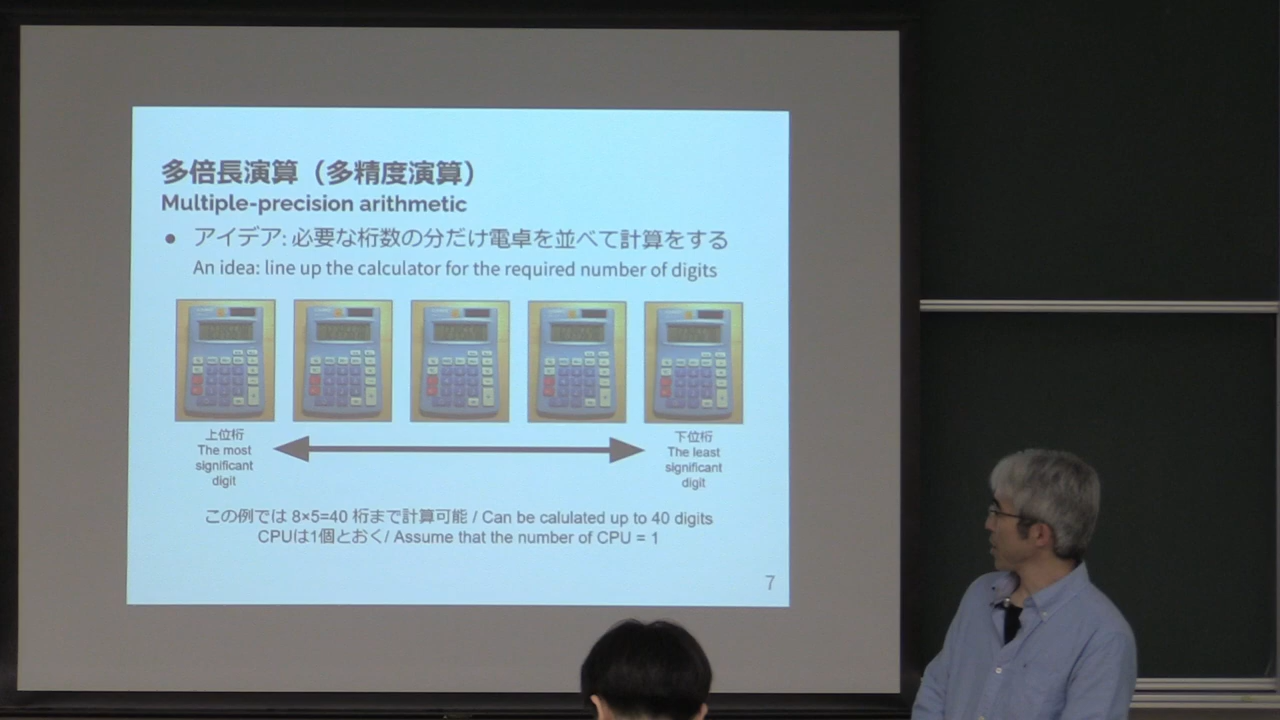 多倍長演算（多精度演算）
Multiple-precision arithmetic
● アイデア: 必要な桁数の分だけ電卓を並べて計算をする
An idea: line up the calculator for the required number of digits
上位桁
The most
significant
digit
下位桁
The least
significant
digit
この例では 8×5=40 桁まで計算可能 / Can be calulated up to 40 digits
CPUは1個とおく/ Assume that the number of CPU = 1
7